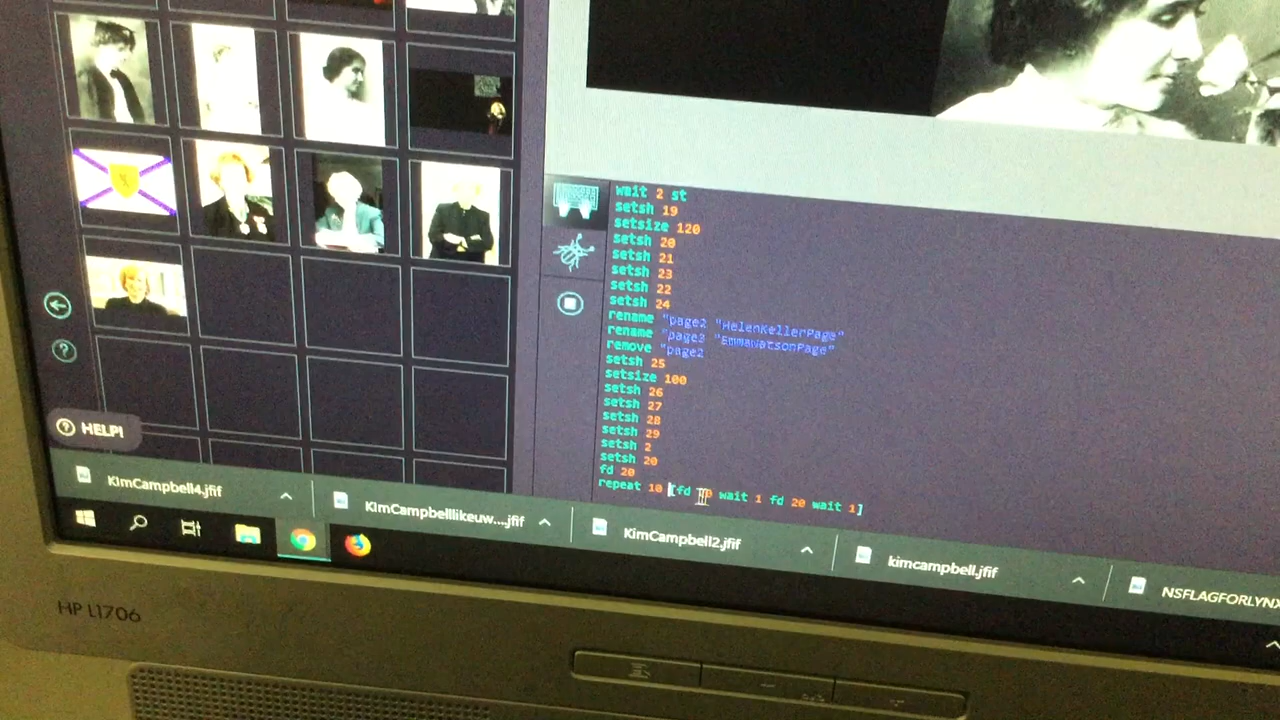 wait 2 st
setsh 19
setsize 120
setsh 20
setsh 21
setsh 23
setsh 22
setsh 24
rename "page2 "HelenKellerPage"
rename "page3 "EmmaWatsonPage"
remove "page2
setsh 25
setsize 100
setsh 26
setsh 27
setsh 28
setsh 29
setsh 2
setsh 20
fd 20
repeat 10 [fd wait 1 fd 20 wait 1]
HELP!
KimCampbell4.jfif
KimCampbelllikeuw....jfif
KimCampbell2.jfif
kimcampbell.jfif
NSFLAGFORLYNX
HP L1706